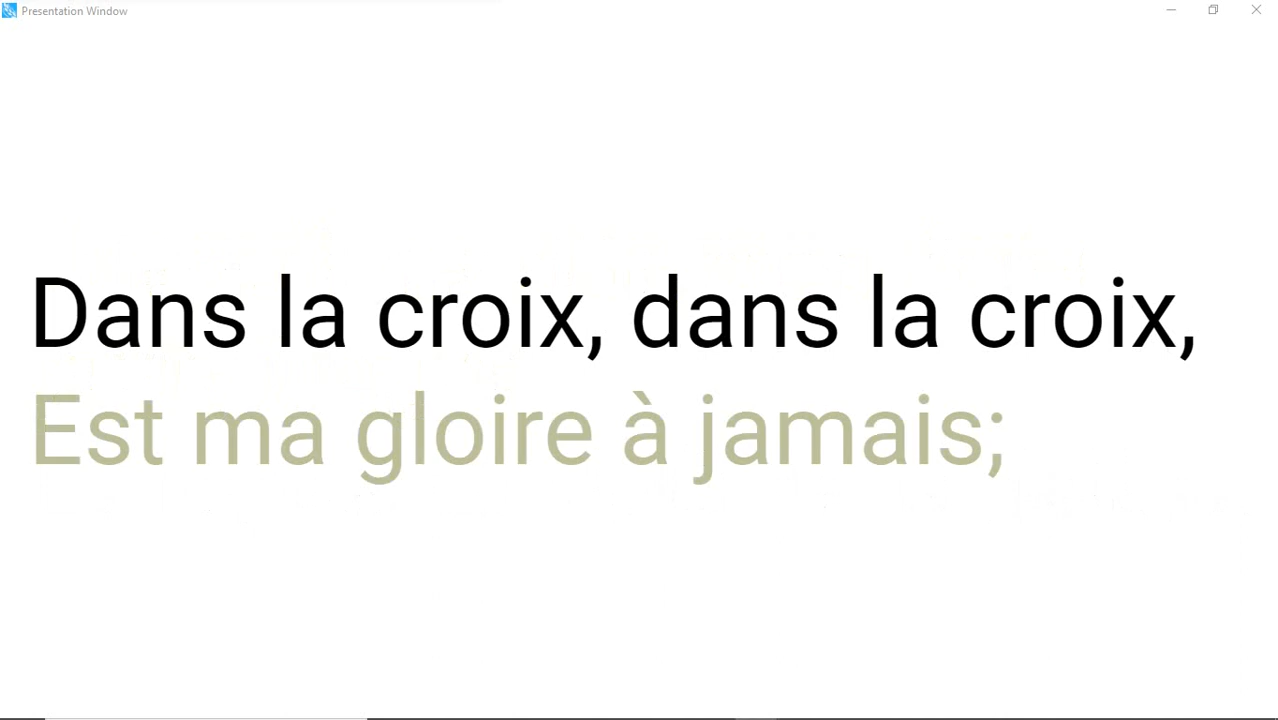 Presentation Window
Dans la croix, dans la croix,
Est ma gloire à jamais;